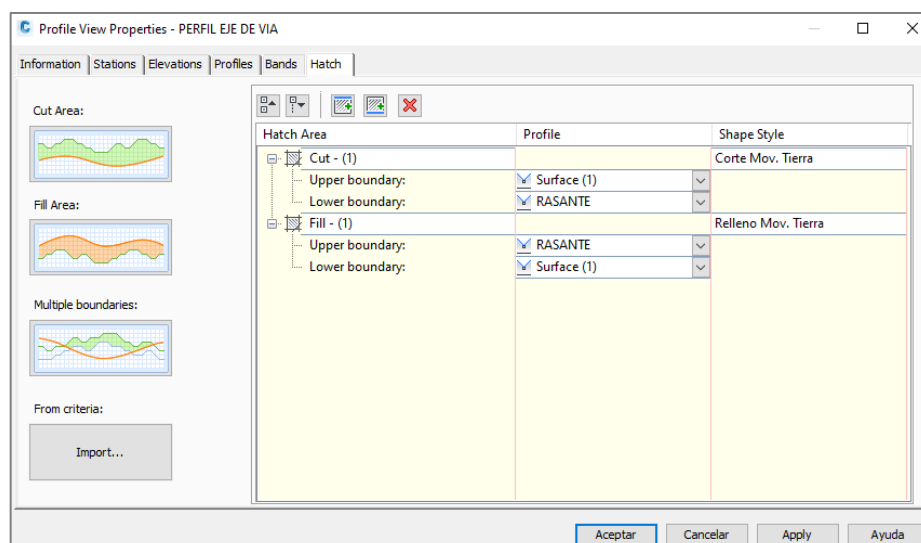 Profile View Properties - PERFIL EJE DE VIA
Information Stations Elevations Profiles Bands Hatch
Cut Area:
Fill Area:
Multiple boundaries:
From criteria:
Import...
Hatch Area Profile Shape Style
Cut - (1) Corte Mov. Tierra
Upper boundary: Surface (1)
Lower boundary: RASANTE
Fill - (1) Relleno Mov. Tierra
Upper boundary: RASANTE
Lower boundary: Surface (1)
Aceptar Cancelar Apply Ayuda